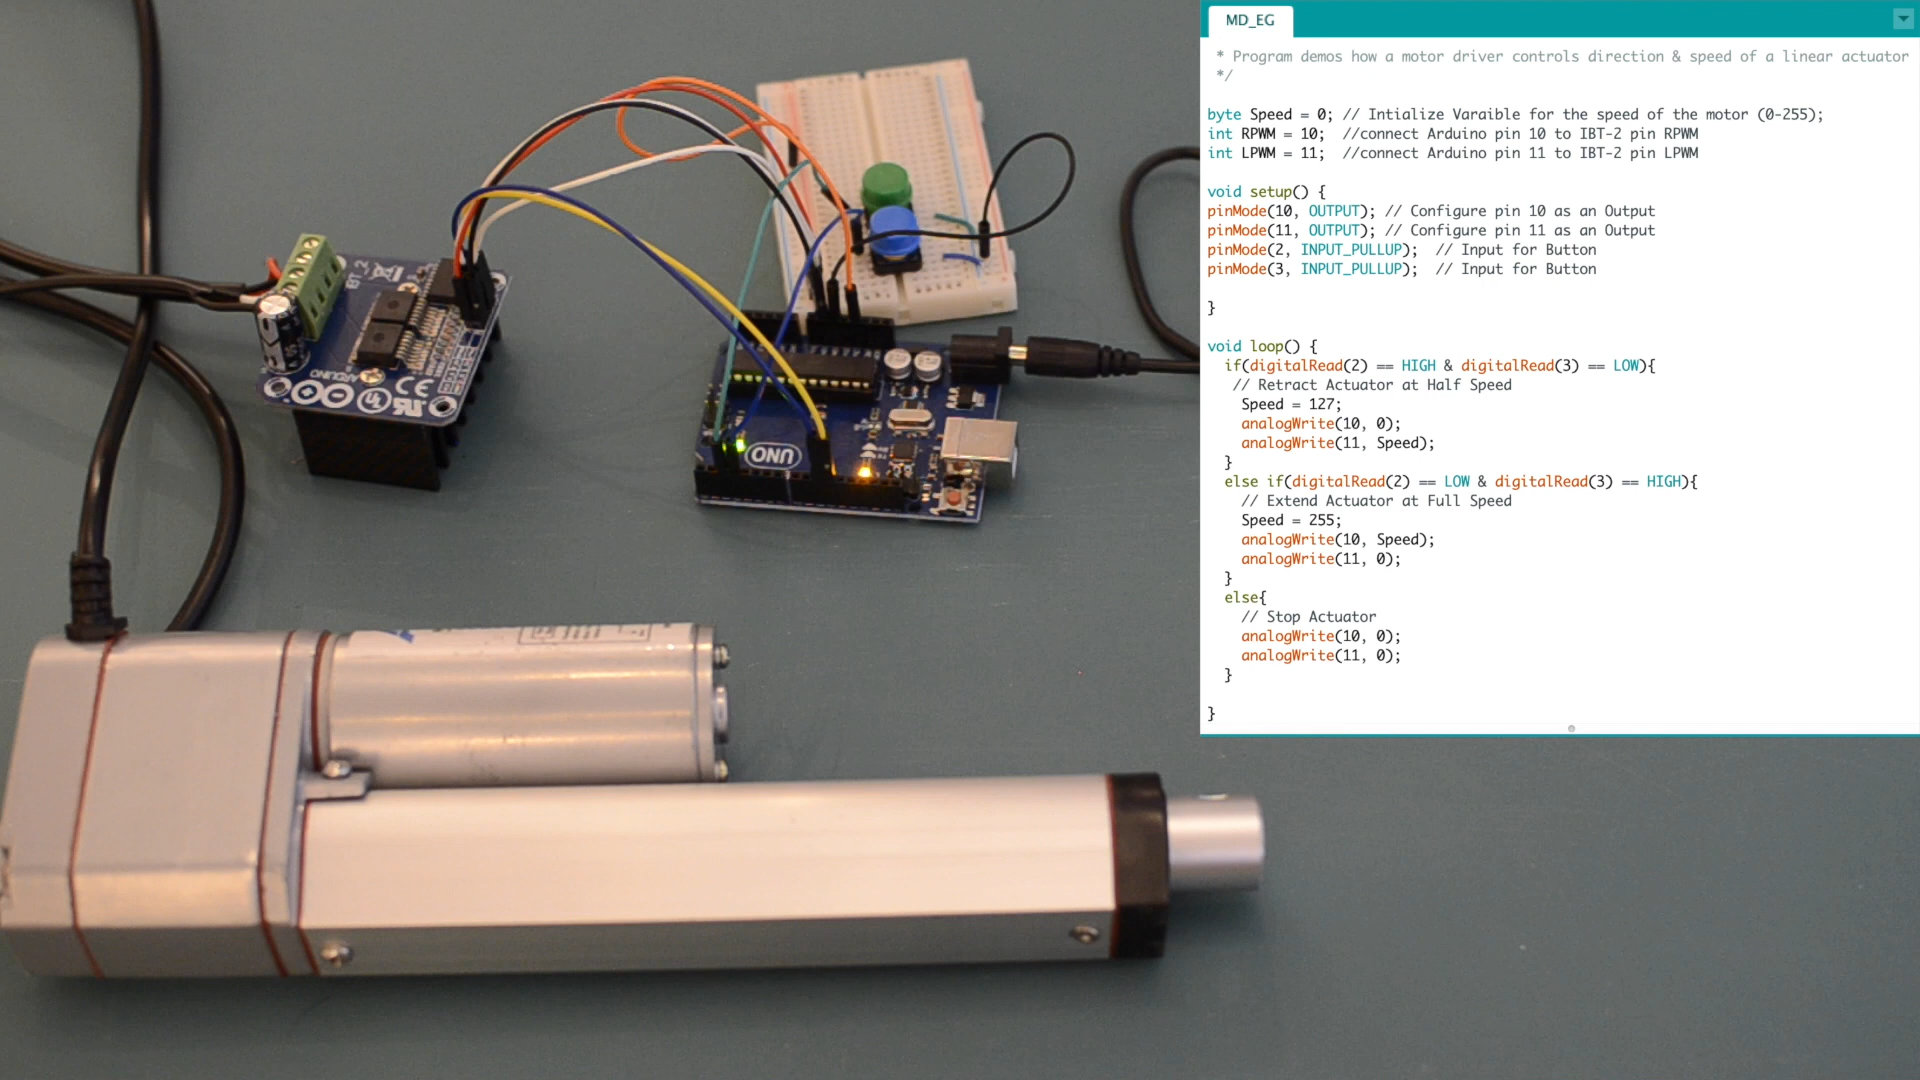 MD_EG
* Program demos how a motor driver controls direction & speed of a linear actuator
*/
byte Speed = 0; // Intialize Varaible for the speed of the motor (0-255);
int RPWM = 10;  //connect Arduino pin 10 to IBT-2 pin RPWM
int LPWM = 11;  //connect Arduino pin 11 to IBT-2 pin LPWM
void setup() {
pinMode(10, OUTPUT); // Configure pin 10 as an Output
pinMode(11, OUTPUT); // Configure pin 11 as an Output
pinMode(2, INPUT_PULLUP);  // Input for Button
pinMode(3, INPUT_PULLUP);  // Input for Button
}
void loop() {
if(digitalRead(2) == HIGH & digitalRead(3) == LOW){
// Retract Actuator at Half Speed
Speed = 127;
analogWrite(10, 0);
analogWrite(11, Speed);
}
else if(digitalRead(2) == LOW & digitalRead(3) == HIGH){
// Extend Actuator at Full Speed
Speed = 255;
analogWrite(10, Speed);
analogWrite(11, 0);
}
else{
// Stop Actuator
analogWrite(10, 0);
analogWrite(11, 0);
}
}
ARDUINO
UNO